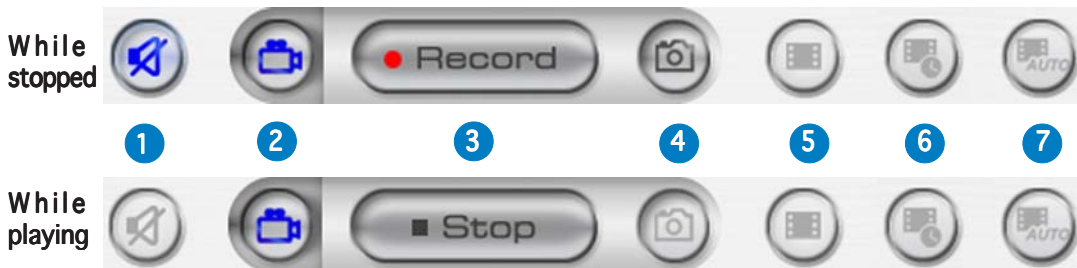 While
stopped
Record
AUTO
1 2 3 4 5 6 7
While
playing
Stop
AUTO